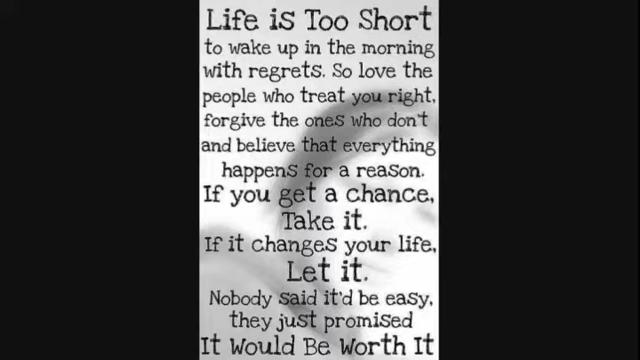 Life is Too Short
to wake up in the morning
with regrets. So love the
people who treat you right,
forgive the ones who don't
and believe that everything
happens for a reason.
If you get a chance,
Take it.
If it changes your life,
Let it.
Nobody said it'd be easy,
they just promised
It Would Be Worth It